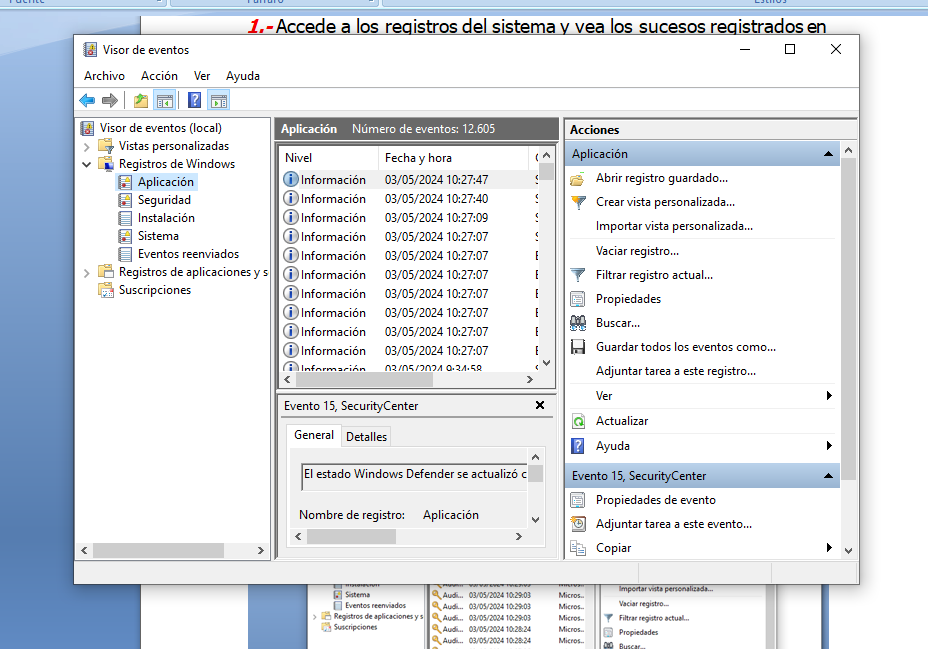 Fuente
Párrafo
Estilos
1.- Accede a los registros del sistema y vea los sucesos registrados en
Visor de eventos
Archivo Acción Ver Ayuda
Visor de eventos (local)
Vistas personalizadas
Registros de Windows
Aplicación
Seguridad
Instalación
Sistema
Eventos reenviados
Registros de aplicaciones y s
Suscripciones
Aplicación Número de eventos: 12.605
Nivel Fecha y hora
Información 03/05/2024 10:27:47
Información 03/05/2024 10:27:40
Información 03/05/2024 10:27:09
Información 03/05/2024 10:27:07
Información 03/05/2024 10:27:07
Información 03/05/2024 10:27:07
Información 03/05/2024 10:27:07
Información 03/05/2024 10:27:07
Información 03/05/2024 10:27:07
Información 03/05/2024 10:27:07
Información 03/05/2024 9:34:58
Evento 15, SecurityCenter
General Detalles
El estado Windows Defender se actualizó c
Nombre de registro: Aplicación
Acciones
Aplicación
Abrir registro guardado...
Crear vista personalizada...
Importar vista personalizada...
Vaciar registro...
Filtrar registro actual...
Propiedades
Buscar...
Guardar todos los eventos como...
Adjuntar tarea a este registro...
Ver
Actualizar
Ayuda
Evento 15, SecurityCenter
Propiedades de evento
Adjuntar tarea a este evento...
Copiar
Instalación
Sistema
Eventos reenviados
Registros de aplicaciones y s
Suscripciones
Audi... 03/05/2024 10:29:03 Micros...
Audi... 03/05/2024 10:29:03 Micros...
Audi... 03/05/2024 10:29:03 Micros...
Audi... 03/05/2024 10:29:03 Micros...
Audi... 03/05/2024 10:28:24 Micros...
Audi... 03/05/2024 10:28:24 Micros...
Importar vista personalizada...
Vaciar registro...
Filtrar registro actual...
Propiedades
Buscar...